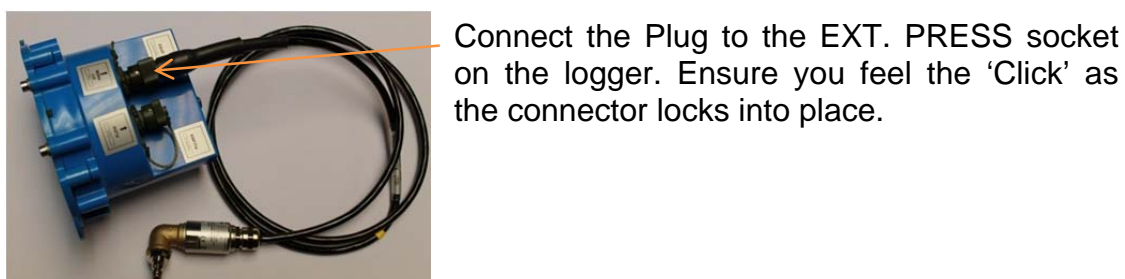 Connect the Plug to the EXT. PRESS socket
on the logger. Ensure you feel the ‘Click’ as
the connector locks into place.